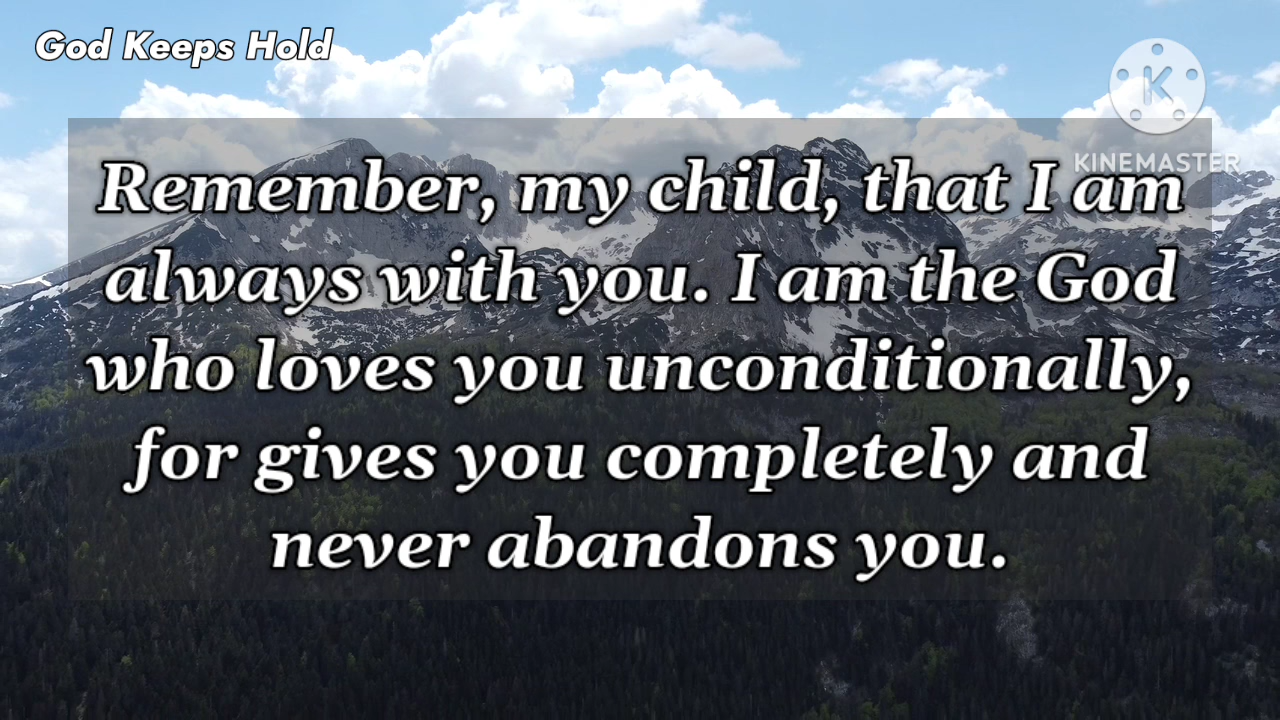 God Keeps Hold
KINEMASTER
Remember, my child, that I am
always with you. I am the God
who loves you unconditionally,
for gives you completely and
never abandons you.